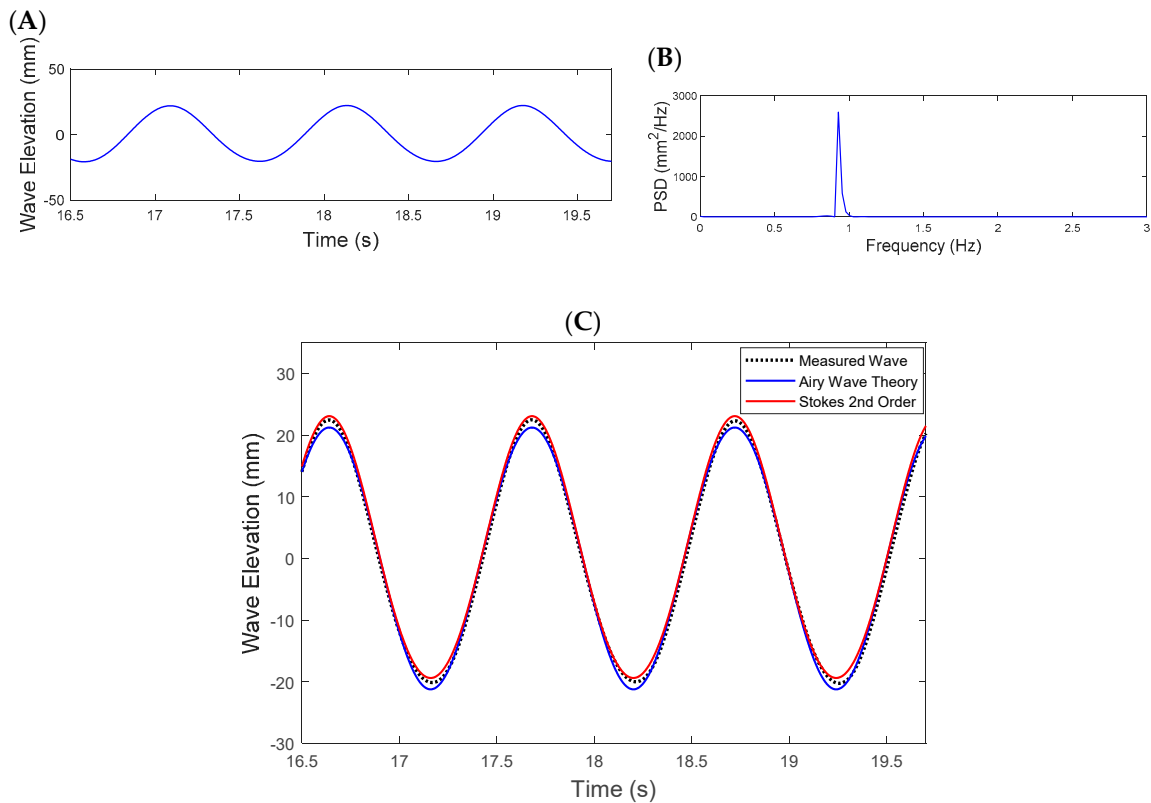 (A)
Wave Elevation (mm)
50
0
-50
16.5 17 17.5 18 18.5 19 19.5
Time (s)
(B)
PSD (mm²/Hz)
3000
2000
1000
0
0 0.5 1 1.5 2 2.5 3
Frequency (Hz)
(C)
Wave Elevation (mm)
30
20
10
0
-10
-20
-30
Measured Wave
Airy Wave Theory
Stokes 2nd Order
16.5 17 17.5 18 18.5 19 19.5
Time (s)